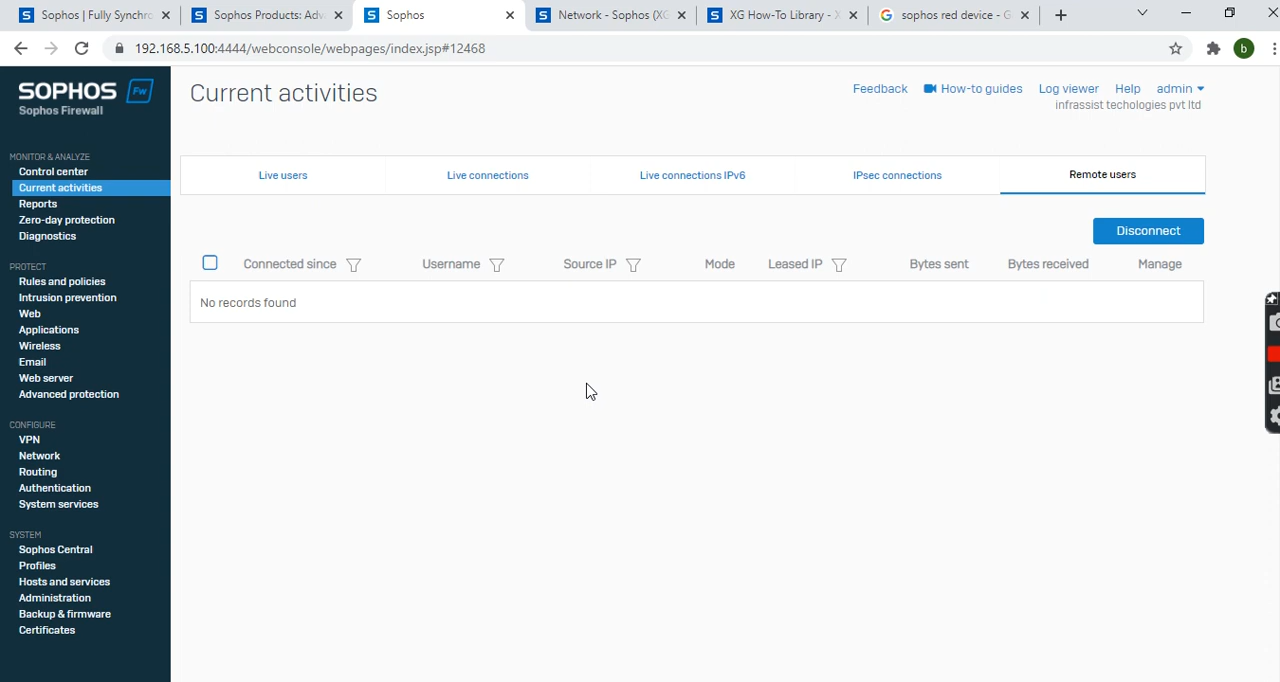 Sophos | Fully Synchro
Sophos Products: Adv
Sophos
Network - Sophos (XG
XG How-To Library - X
sophos red device - G
192.168.5.100:4444/webconsole/webpages/index.jsp#12468
b
SOPHOS Fw
Sophos Firewall
Current activities
Feedback How-to guides Log viewer Help admin
infrassist techologies pvt ltd
MONITOR & ANALYZE
Control center
Current activities
Reports
Zero-day protection
Diagnostics
PROTECT
Rules and policies
Intrusion prevention
Web
Applications
Wireless
Email
Web server
Advanced protection
CONFIGURE
VPN
Network
Routing
Authentication
System services
SYSTEM
Sophos Central
Profiles
Hosts and services
Administration
Backup & firmware
Certificates
Live users Live connections Live connections IPv6 IPsec connections Remote users
Disconnect
Connected since Username Source IP Mode Leased IP Bytes sent Bytes received Manage
No records found